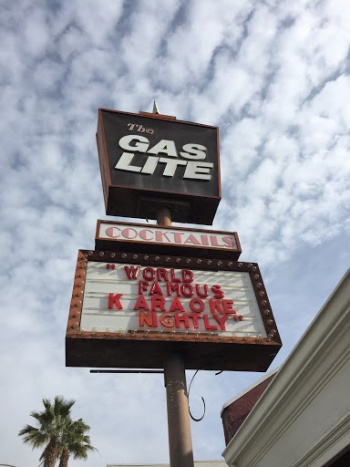 The
GAS
LITE
COCKTAILS
"WORLD
FAMOUS
KARAOKE
NIGHTLY"